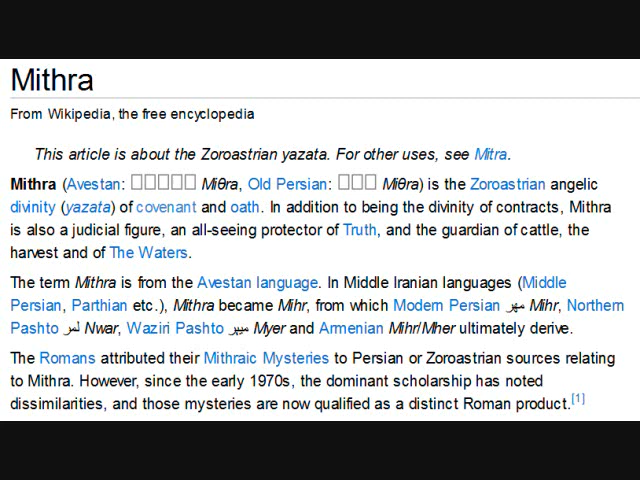 Mithra
From Wikipedia, the free encyclopedia
This article is about the Zoroastrian yazata. For other uses, see Mitra.
Mithra (Avestan: □□□□□ Miθra, Old Persian: □□□ Miθra) is the Zoroastrian angelic
divinity (yazata) of covenant and oath. In addition to being the divinity of contracts, Mithra
is also a judicial figure, an all-seeing protector of Truth, and the guardian of cattle, the
harvest and of The Waters.
The term Mithra is from the Avestan language. In Middle Iranian languages (Middle
Persian, Parthian etc.), Mithra became Mihr, from which Modern Persian مهر Mihr, Northern
Pashto لمر Nwar, Waziri Pashto Myer and Armenian Mihr/Mher ultimately derive.
The Romans attributed their Mithraic Mysteries to Persian or Zoroastrian sources relating
to Mithra. However, since the early 1970s, the dominant scholarship has noted
dissimilarities, and those mysteries are now qualified as a distinct Roman product.[1]